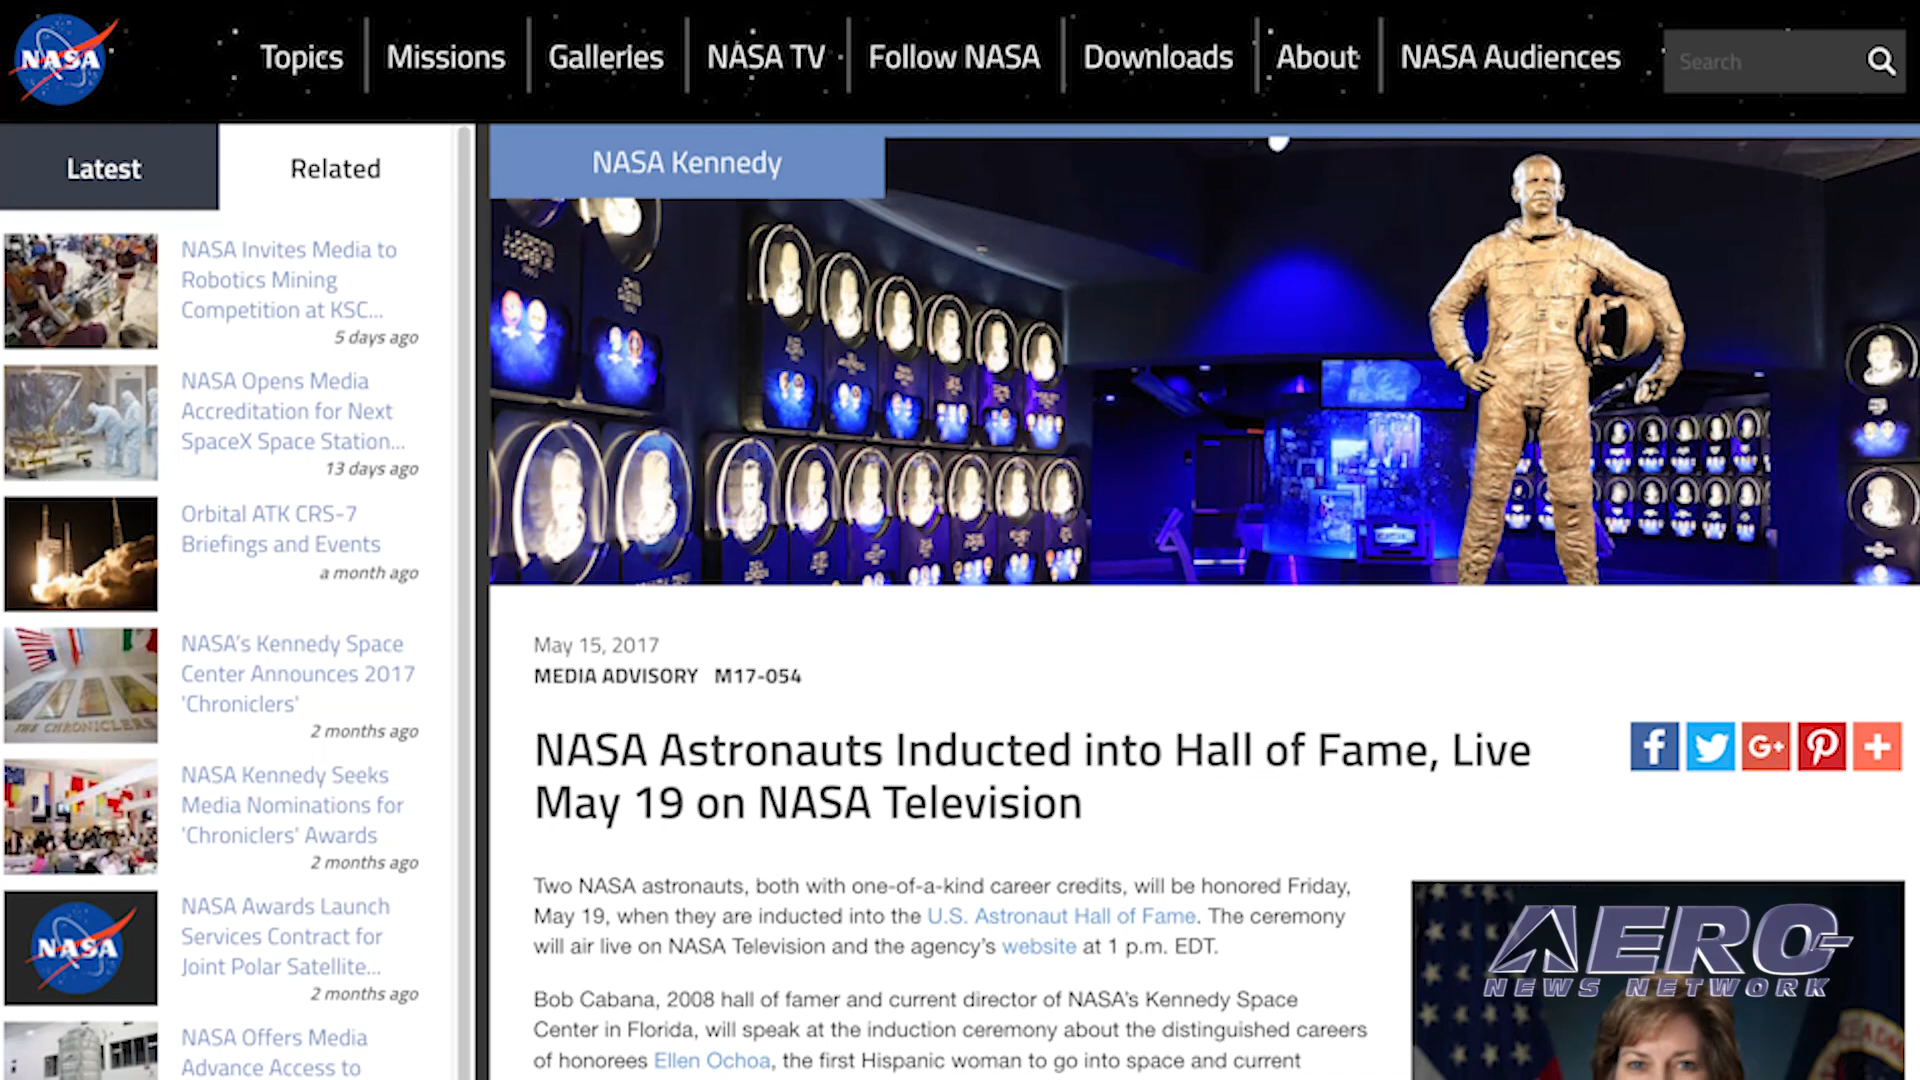 NASA
Topics
Missions
Galleries
NASA TV
Follow NASA
Downloads
About
NASA Audiences
Search
Latest
Related
NASA Invites Media to
Robotics Mining
Competition at KSC...
5 days ago
NASA Opens Media
Accreditation for Next
SpaceX Space Station...
13 days ago
Orbital ATK CRS-7
Briefings and Events
a month ago
THE CHRONICLERS
NASA's Kennedy Space
Center Announces 2017
'Chroniclers'
2 months ago
NASA Kennedy Seeks
Media Nominations for
'Chroniclers' Awards
2 months ago
NASA
NASA Awards Launch
Services Contract for
Joint Polar Satellite...
2 months ago
NASA Offers Media
Advance Access to
NASA Kennedy
May 15, 2017
MEDIA ADVISORY M17-054
NASA Astronauts Inducted into Hall of Fame, Live
May 19 on NASA Television
Two NASA astronauts, both with one-of-a-kind career credits, will be honored Friday,
May 19, when they are inducted into the U.S. Astronaut Hall of Fame. The ceremony
will air live on NASA Television and the agency's website at 1 p.m. EDT.
Bob Cabana, 2008 hall of famer and current director of NASA's Kennedy Space
Center in Florida, will speak at the induction ceremony about the distinguished careers
of honorees Ellen Ochoa, the first Hispanic woman to go into space and current
AERO-
NEWS NETWORK